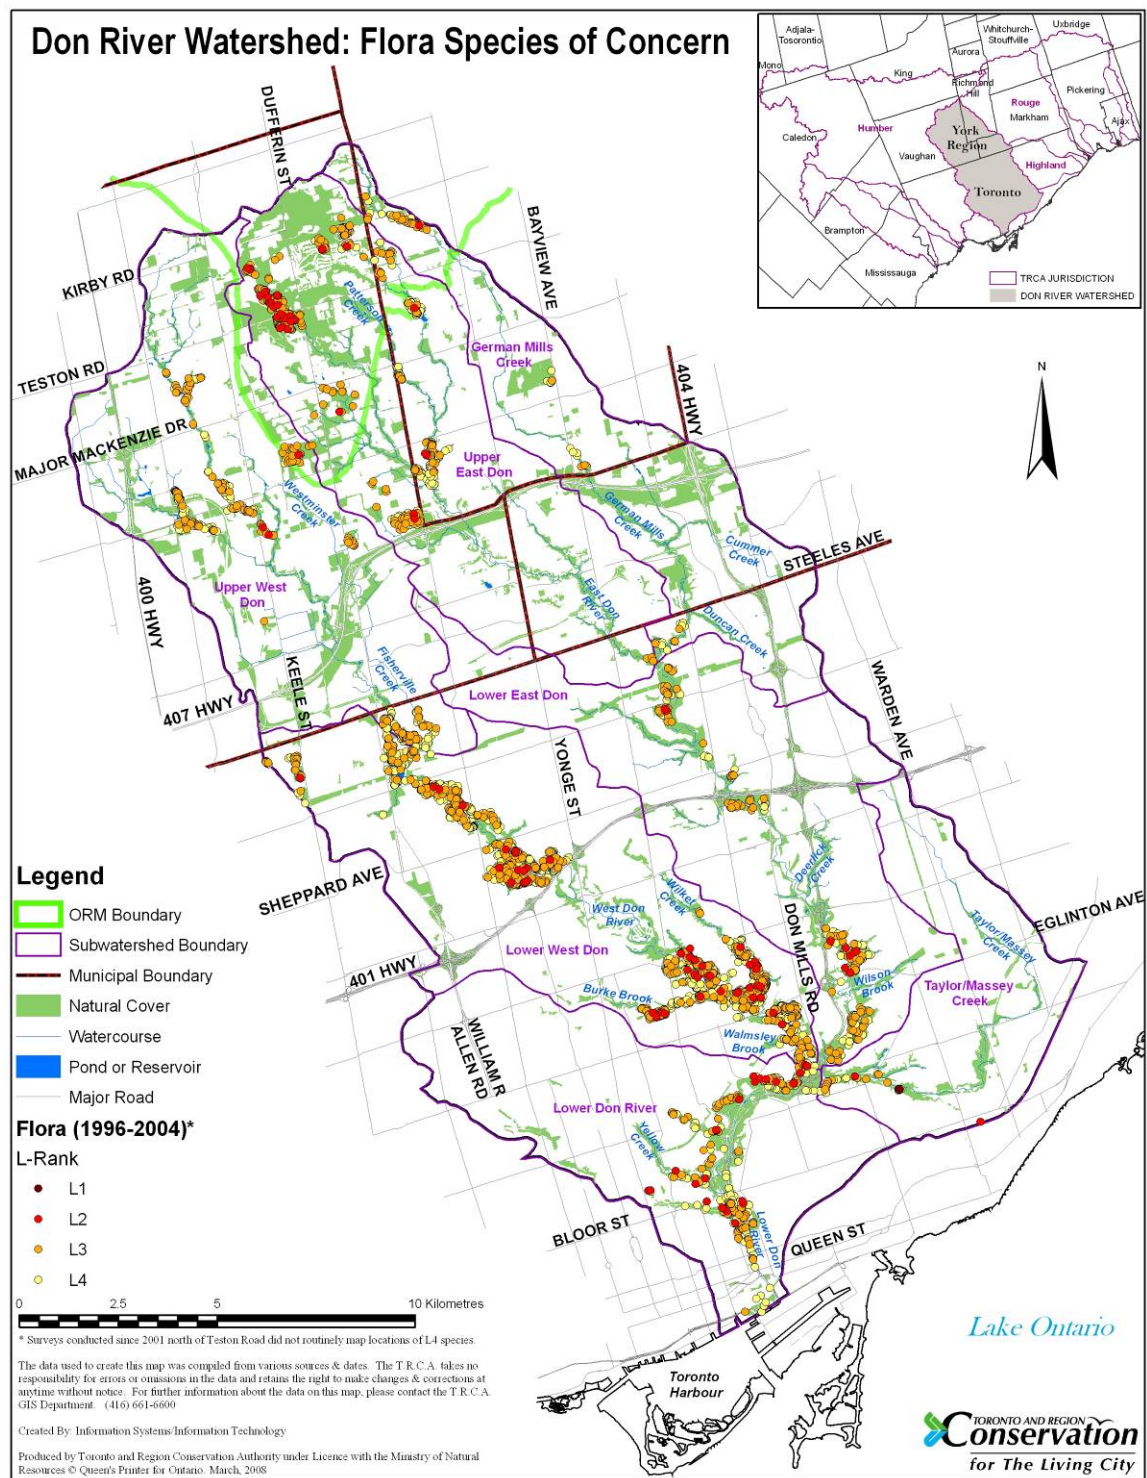 Don River Watershed: Flora Species of Concern
Adjala-
Tosorontio
Mono
King
Aurora
Whitchurch-
Stouffville
Uxbridge
Richmond
Hill
Pickering
Rouge
Markham
Ajax
Caledon
Humber
York
Region
Vaughan
Highland
Toronto
Brampton
Mississauga
TRCA JURISDICTION
DON RIVER WATERSHED
N
DUFFERIN ST
BAYVIEW AVE
KIRBY RD
Patterson
Creek
German Mills
Creek
TESTON RD
404 HWY
MAJOR MACKENZIE DR
Upper
East Don
Westminster
Creek
German Mills
Creek
Cummer
Creek
STEELES AVE
400 HWY
Upper West
Don
East Don
River
Duncan Creek
KEELE ST
Fisherville
Creek
407 HWY
Lower East Don
WARDEN AVE
YONGE ST
SHEPPARD AVE
Deerlick
Creek
Wilket
Creek
West Don
River
EGLINTON AVE
Taylor/Massey
Creek
401 HWY
Lower West Don
DON MILLS RD
Burke Brook
Wilson
Brook
Taylor/Massey
Creek
Walmsley
Brook
WILLIAM R
ALLEN RD
Lower Don River
Yellow
Creek
BLOOR ST
Lower Don
River
QUEEN ST
Lake Ontario
Toronto
Harbour
Legend
ORM Boundary
Subwatershed Boundary
Municipal Boundary
Natural Cover
Watercourse
Pond or Reservoir
Major Road
Flora (1996-2004)*
L-Rank
L1
L2
L3
L4
0 2.5 5 10 Kilometres
* Surveys conducted since 2001 north of Teston Road did not routinely map locations of L4 species.
The data used to create this map was compiled from various sources & dates. The T.R.C.A. takes no
responsibility for errors or omissions in the data and retains the right to make changes & corrections at
anytime without notice. For further information about the data on this map, please contact the T.R.C.A.
GIS Department. (416) 661-6600
Created By: Information Systems/Information Technology
Produced by Toronto and Region Conservation Authority under Licence with the Ministry of Natural
Resources © Queen's Printer for Ontario. March, 2008
TORONTO AND REGION
Conservation
for The Living City